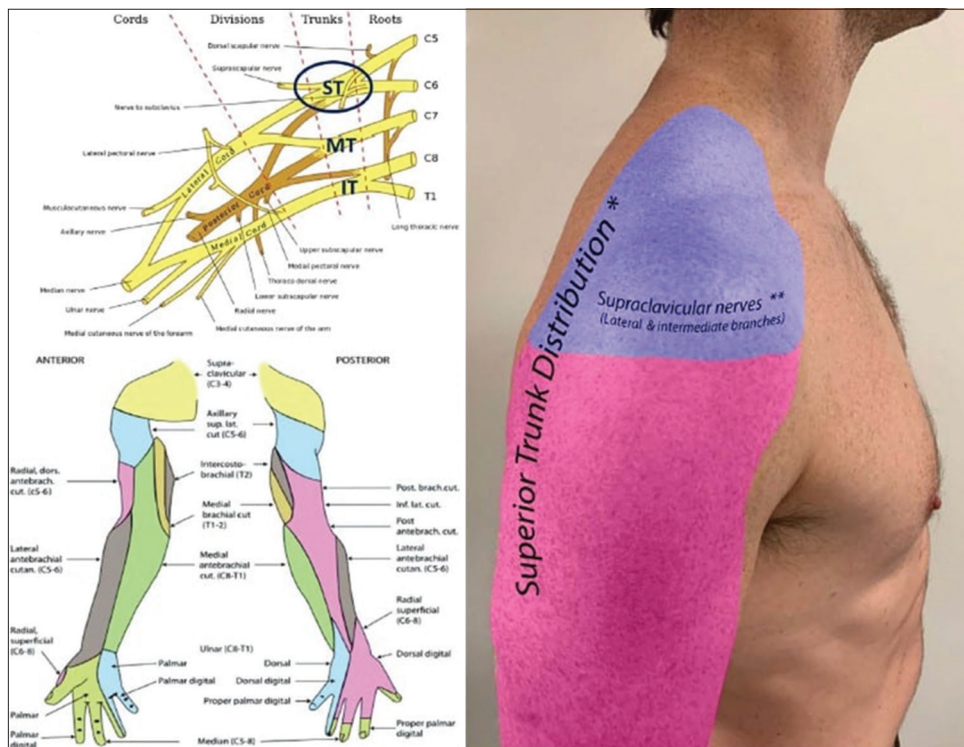 Cords Divisions Trunks Roots
Dorsal scapular nerve
C5
Suprascapular nerve
C6
ST
Nerve to subclavius
C7
MT
Lateral pectoral nerve
C8
Lateral Cord
IT
T1
Posterior Cord
Musculocutaneous nerve
Medial Cord
Axillary nerve
Long thoracic nerve
Upper subscapular nerve
Medial pectoral nerve
Thoraco dorsal nerve
Median nerve
Lower subscapular nerve
Ulnar nerve
Radial nerve
Medial cutaneous nerve of the forearm
Medial cutaneous nerve of the arm
ANTERIOR
POSTERIOR
Supra-
clavicular
(C3-4)
Axillary
sup. lat.
cut (C5-6)
Radial, dors.
antebrach.
cut. (c5-6)
Intercosto-
brachial (T2)
Medial
brachial cut
(T1-2)
Lateral
antebrachial
cutan. (C5-6)
Medial
antebrachial
cut. (C8-T1)
Radial,
superficial
(C6-8)
Ulnar (C8-T1)
Palmar
Palmar digital
Palmar
Palmar
digital
Median (C5-8)
Post. brach.cut.
Inf. lat. cut.
Post
antebrach. cut.
Lateral
antebrachial
cutan. (C5-6)
Radial
superficial
(C6-8)
Dorsal digital
Dorsal
Dorsal digital
Proper palmar digital
Proper palmar
digital
Superior Trunk Distribution *
Supraclavicular nerves **
(Lateral & intermediate branches)